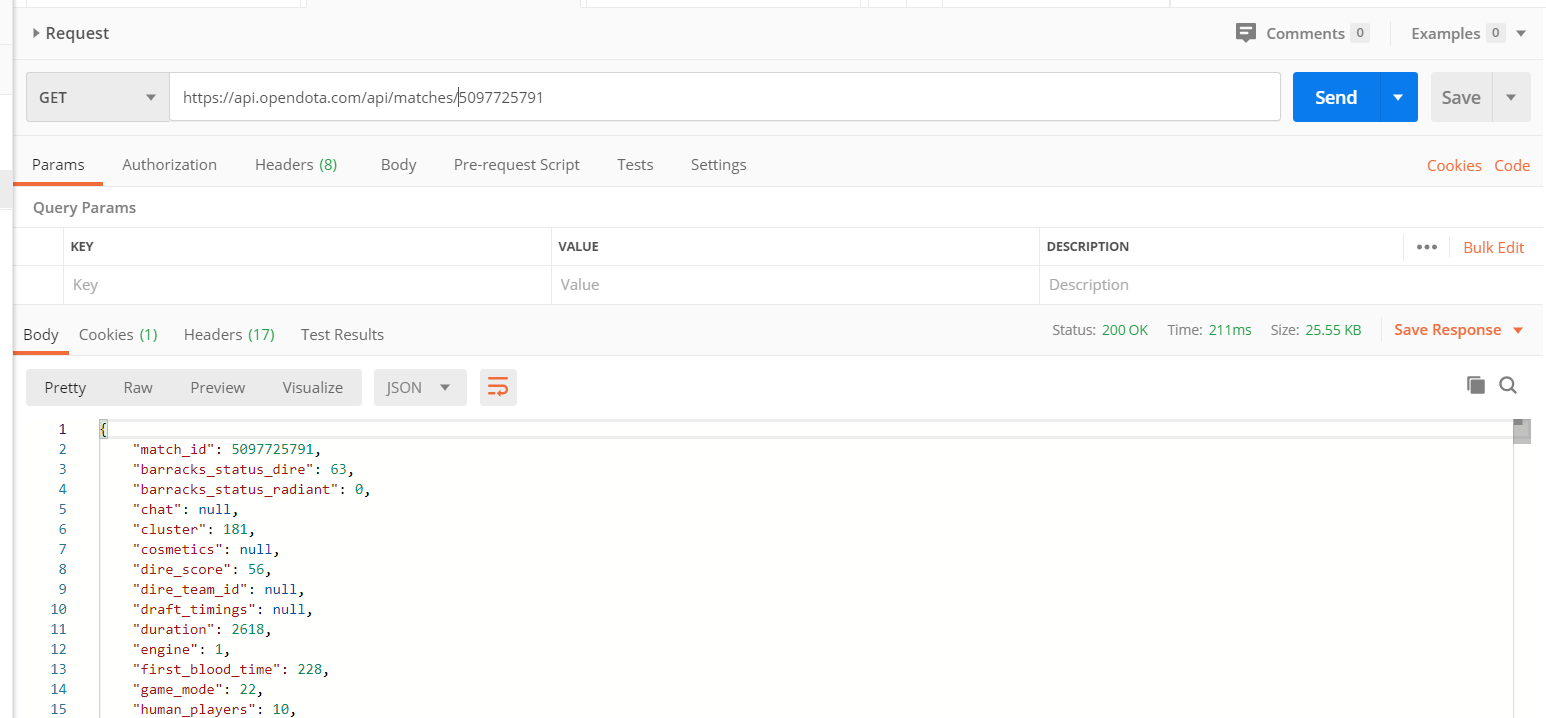 Request
Comments 0 Examples 0
GET https://api.opendota.com/api/matches/5097725791 Send Save
Params Authorization Headers (8) Body Pre-request Script Tests Settings Cookies Code
Query Params
KEY VALUE DESCRIPTION ••• Bulk Edit
Key Value Description
Body Cookies (1) Headers (17) Test Results Status: 200 OK Time: 211ms Size: 25.55 KB Save Response
Pretty Raw Preview Visualize JSON
1 {
2 "match_id": 5097725791,
3 "barracks_status_dire": 63,
4 "barracks_status_radiant": 0,
5 "chat": null,
6 "cluster": 181,
7 "cosmetics": null,
8 "dire_score": 56,
9 "dire_team_id": null,
10 "draft_timings": null,
11 "duration": 2618,
12 "engine": 1,
13 "first_blood_time": 228,
14 "game_mode": 22,
15 "human_players": 10,